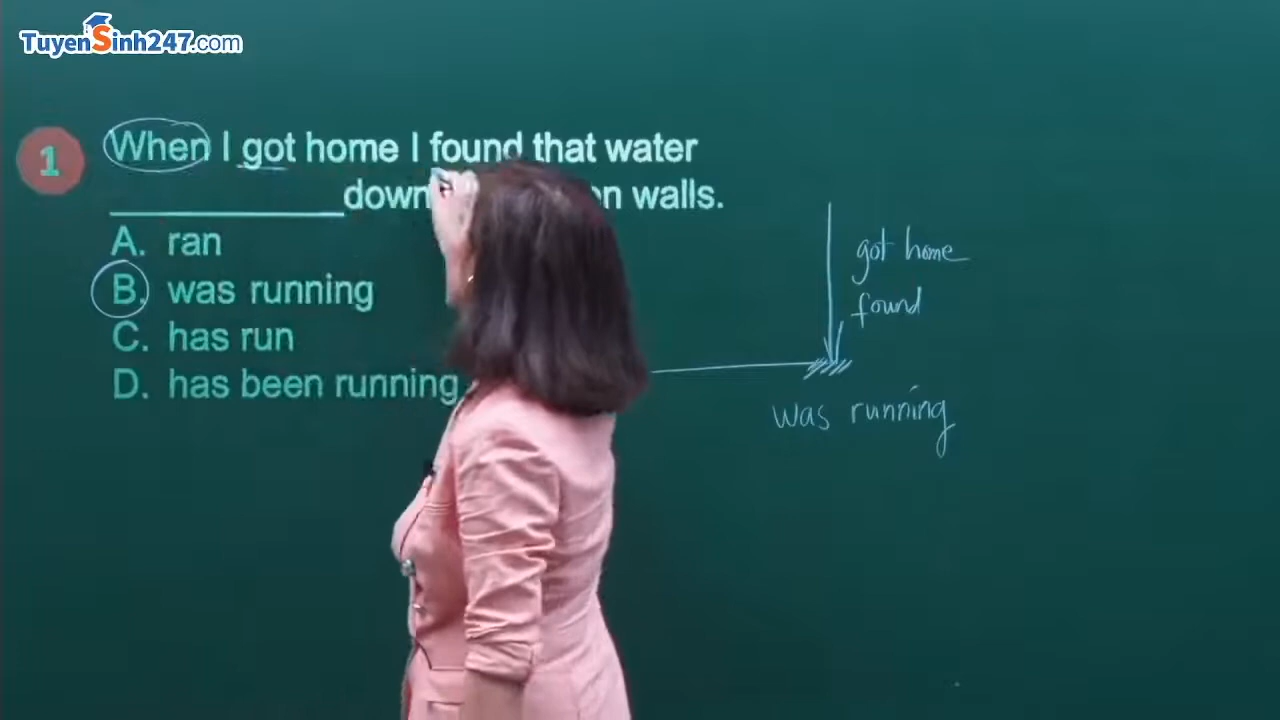 TuyenSinh247.com
1
When I got home I found that water
down on walls.
A. ran
B. was running
C. has run
D. has been running
got home
found
was running